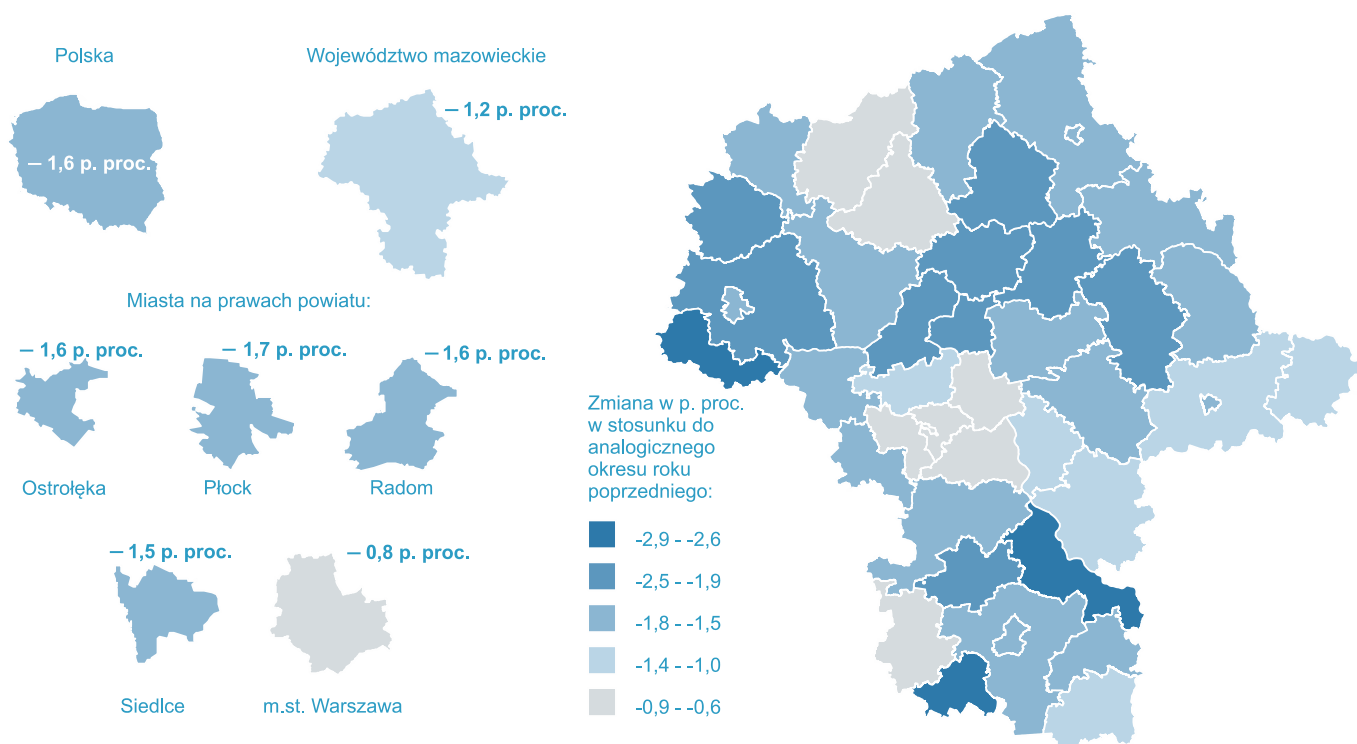 Polska
Województwo mazowieckie
– 1,6 p. proc.
– 1,2 p. proc.
Miasta na prawach powiatu:
– 1,6 p. proc.
– 1,7 p. proc.
– 1,6 p. proc.
Ostrołęka
Płock
Radom
– 1,5 p. proc.
– 0,8 p. proc.
Siedlce
m.st. Warszawa
Zmiana w p. proc.
w stosunku do
analogicznego
okresu roku
poprzedniego:
-2,9 - -2,6
-2,5 - -1,9
-1,8 - -1,5
-1,4 - -1,0
-0,9 - -0,6